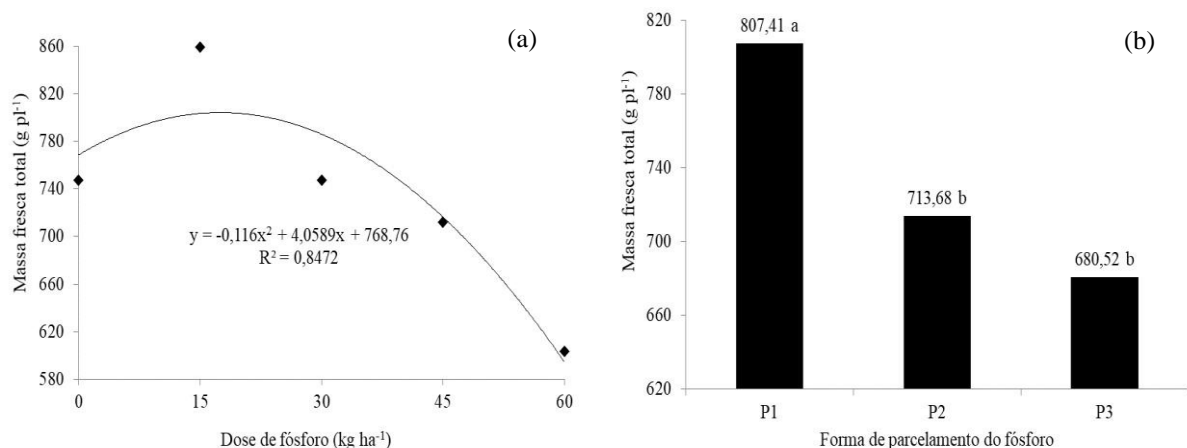 (a)
Massa fresca total (g pl⁻¹)
860
820
780
740
700
660
620
580
y = -0,116x² + 4,0589x + 768,76
R² = 0,8472
0 15 30 45 60
Dose de fósforo (kg ha⁻¹)
(b)
Massa fresca total (g pl⁻¹)
820
780
740
700
660
620
807,41 a
713,68 b
680,52 b
P1 P2 P3
Forma de parcelamento do fósforo